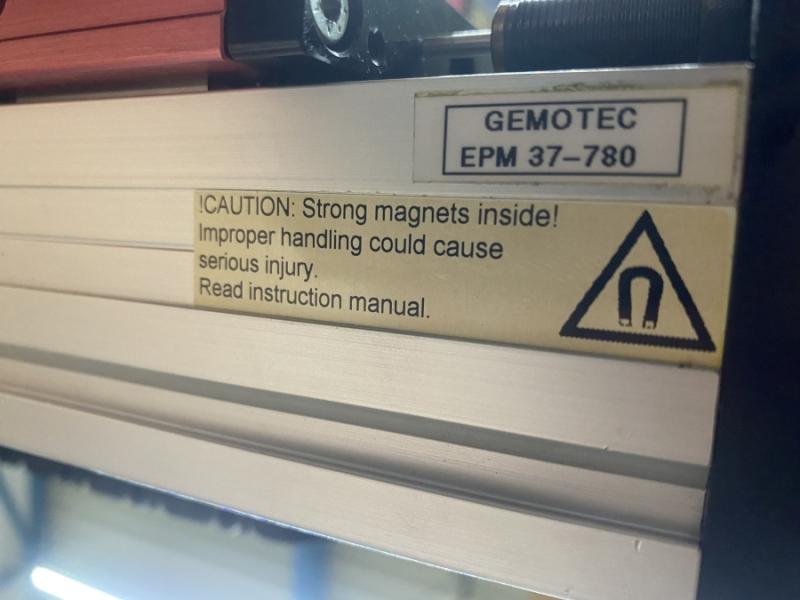 GEMOTEC
EPM 37-780
!CAUTION: Strong magnets inside!
Improper handling could cause
serious injury.
Read instruction manual.